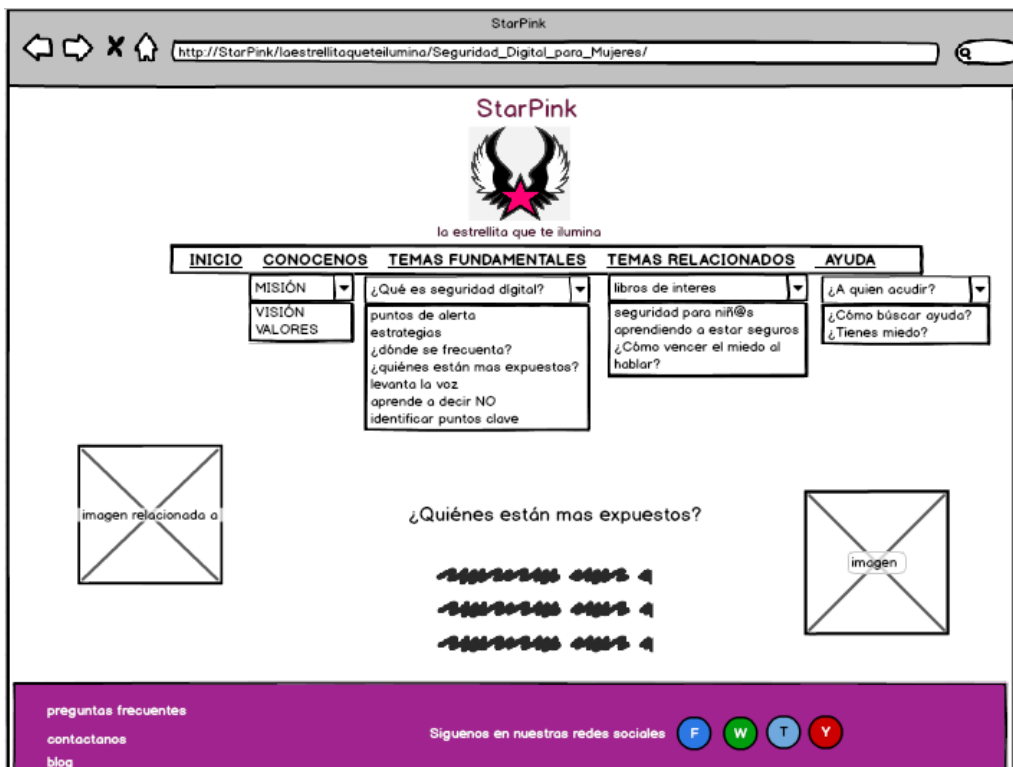 StarPink
http://StarPink/laestrellitaqueteilumina/Seguridad_Digital_para_Mujeres/
StarPink
la estrellita que te ilumina
INICIO CONOCENOS TEMAS FUNDAMENTALES TEMAS RELACIONADOS AYUDA
MISIÓN
VISIÓN
VALORES
¿Qué es seguridad dígital?
puntos de alerta
estrategias
¿dónde se frecuenta?
¿quiénes están mas expuestos?
levanta la voz
aprende a decir NO
identificar puntos clave
libros de interes
seguridad para niñ@s
aprendiendo a estar seguros
¿Cómo vencer el miedo al
hablar?
¿A quien acudir?
¿Cómo búscar ayuda?
¿Tienes miedo?
imagen relacionada a
¿Quiénes están mas expuestos?
imagen
preguntas frecuentes
contactanos
blog
Siguenos en nuestras redes sociales F W T Y